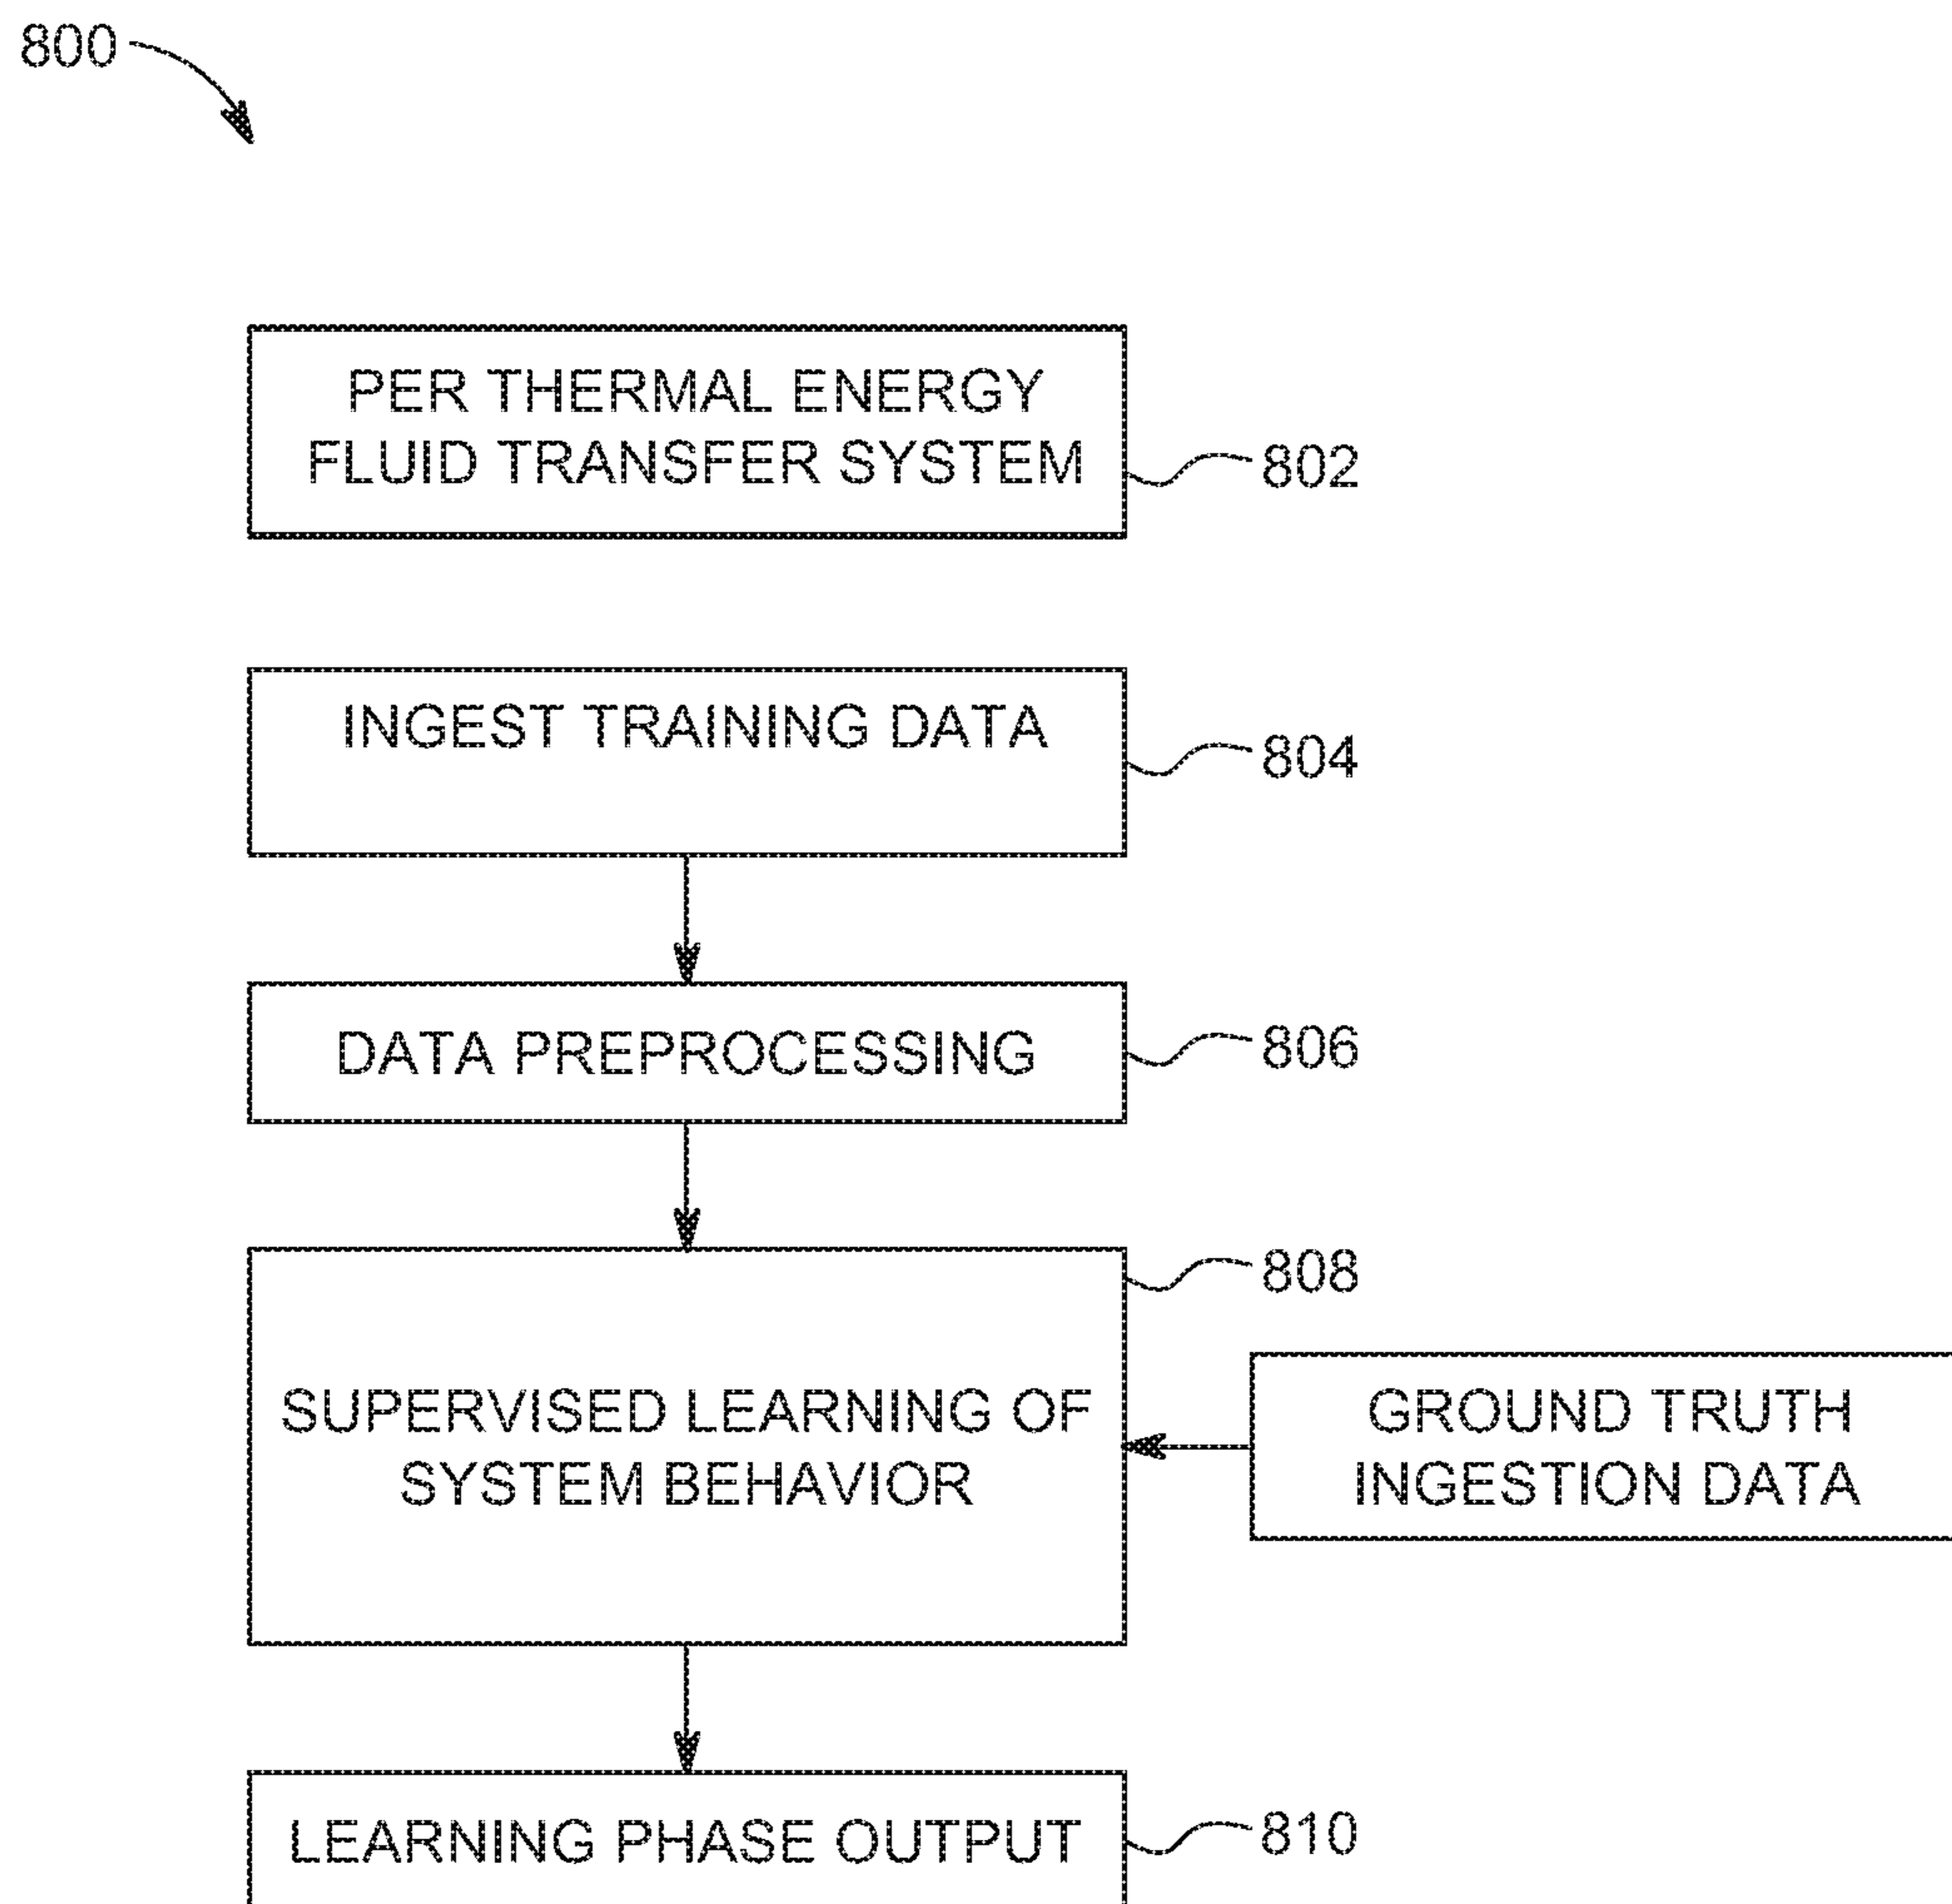 800
PER THERMAL ENERGY
FLUID TRANSFER SYSTEM
802
INGEST TRAINING DATA
804
DATA PREPROCESSING
806
808
SUPERVISED LEARNING OF
SYSTEM BEHAVIOR
GROUND TRUTH
INGESTION DATA
LEARNING PHASE OUTPUT
810